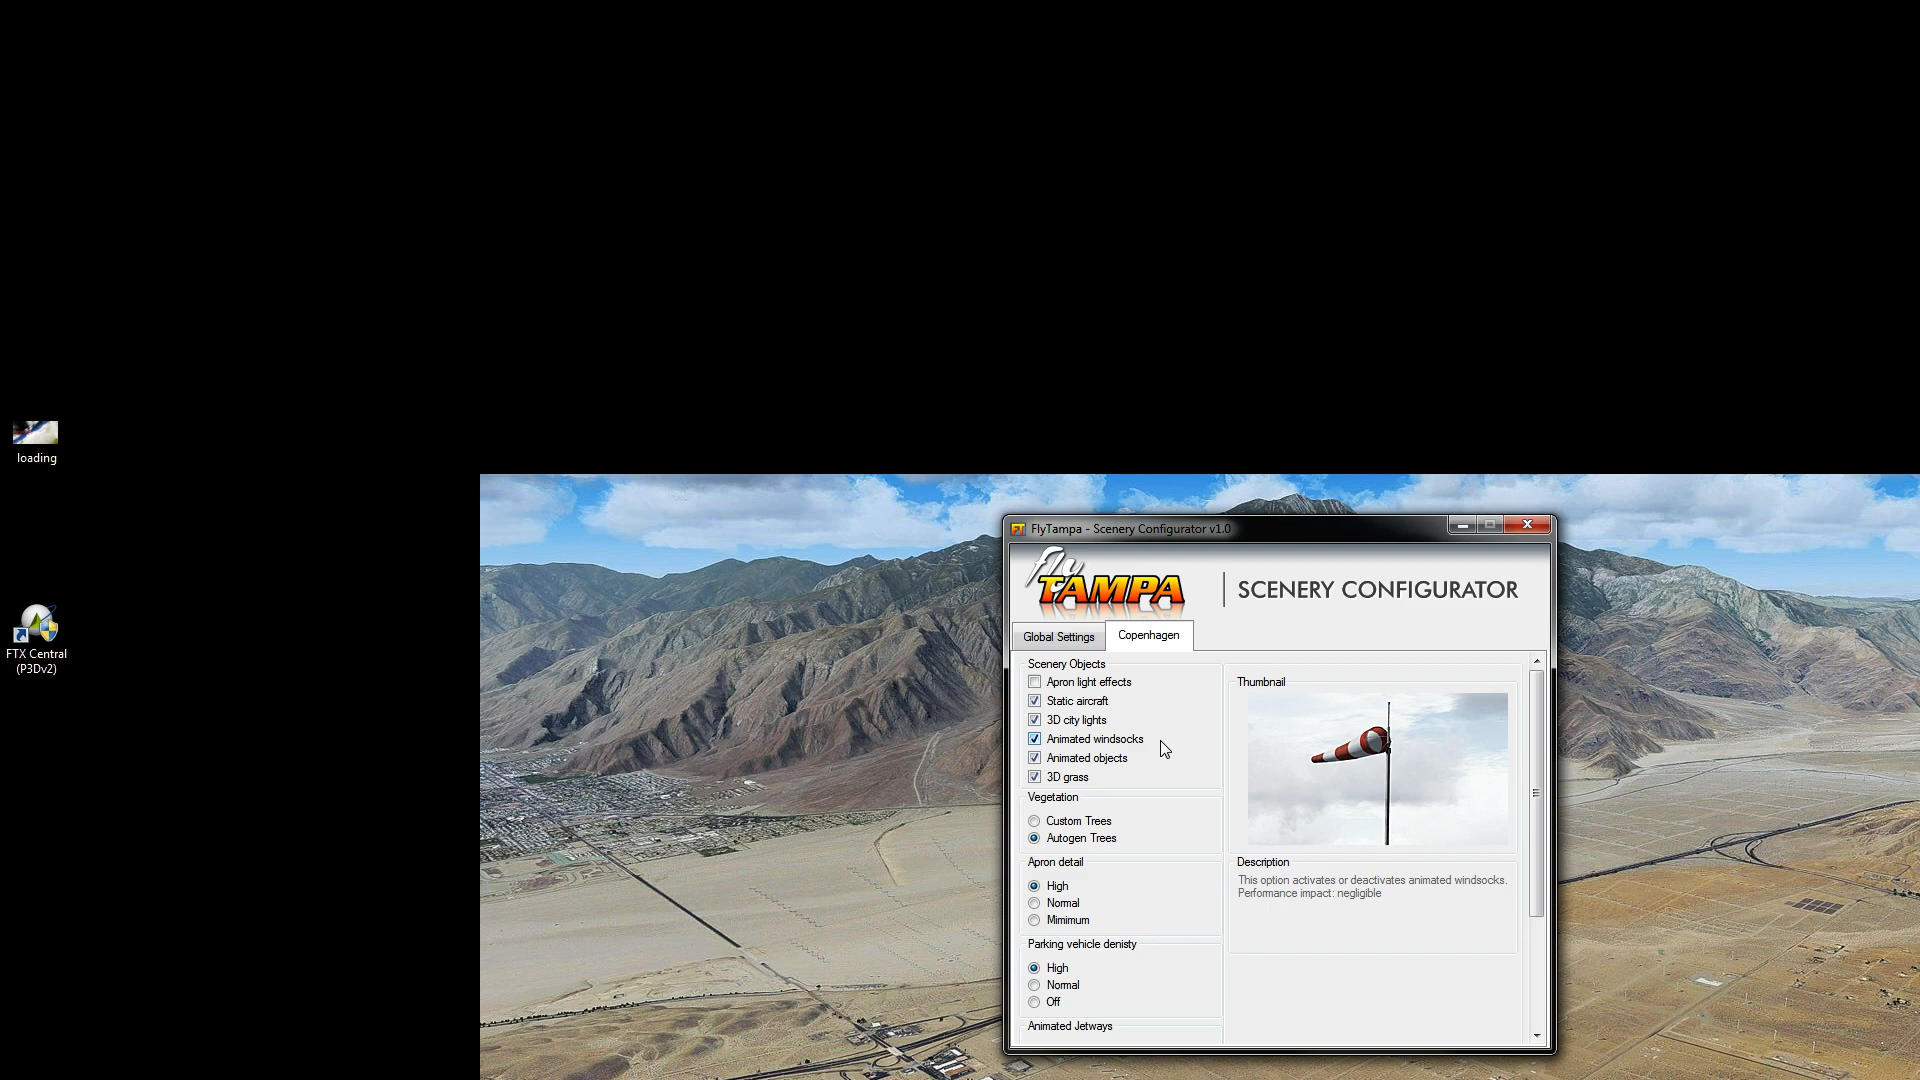 loading
FTX Central
(P3Dv2)
FlyTampa - Scenery Configurator v1.0
fly TAMPA
SCENERY CONFIGURATOR
Global Settings
Copenhagen
Scenery Objects
Apron light effects
Static aircraft
3D city lights
Animated windsocks
Animated objects
3D grass
Vegetation
Custom Trees
Autogen Trees
Apron detail
High
Normal
Mimimum
Parking vehicle denisty
High
Normal
Off
Animated Jetways
Thumbnail
Description
This option activates or deactivates animated windsocks.
Performance impact: negligible